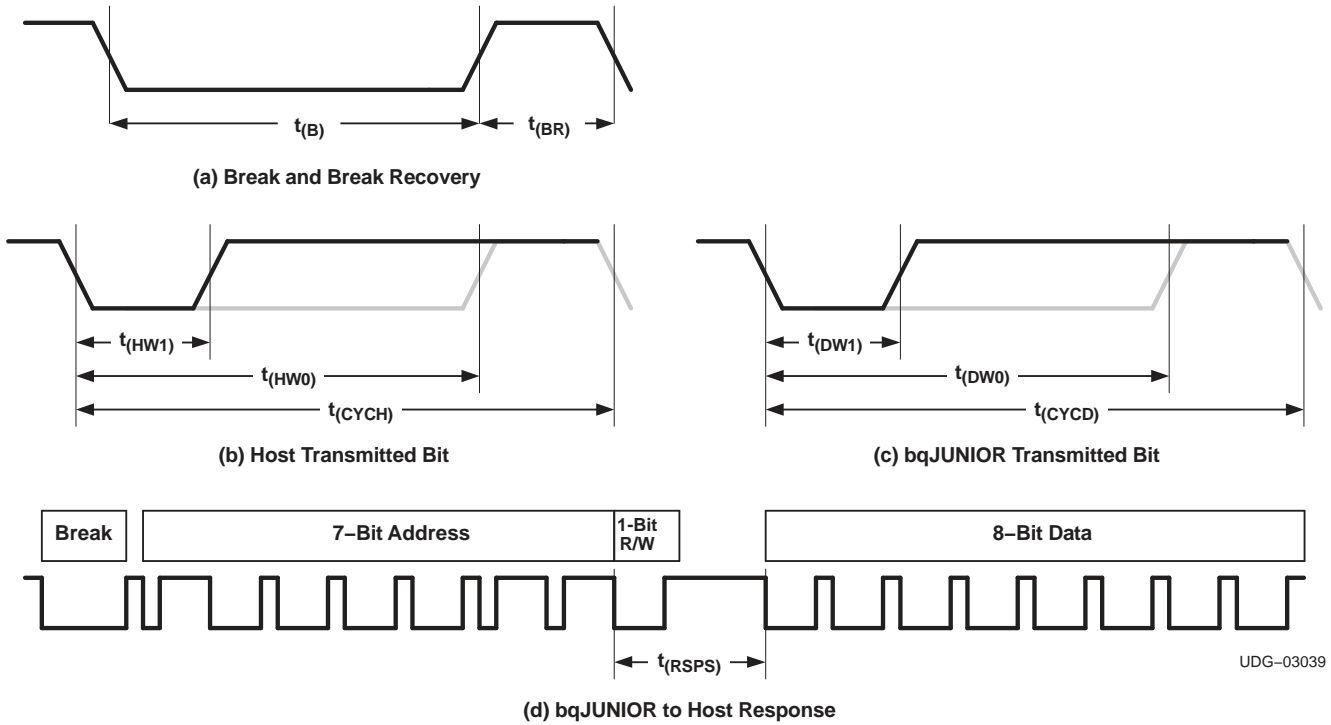 t(B)
t(BR)
(a) Break and Break Recovery
t(HW1)
t(HW0)
t(CYCH)
(b) Host Transmitted Bit
t(DW1)
t(DW0)
t(CYCD)
(c) bqJUNIOR Transmitted Bit
Break
7–Bit Address
1-Bit
R/W
8–Bit Data
t(RSPS)
UDG–03039
(d) bqJUNIOR to Host Response